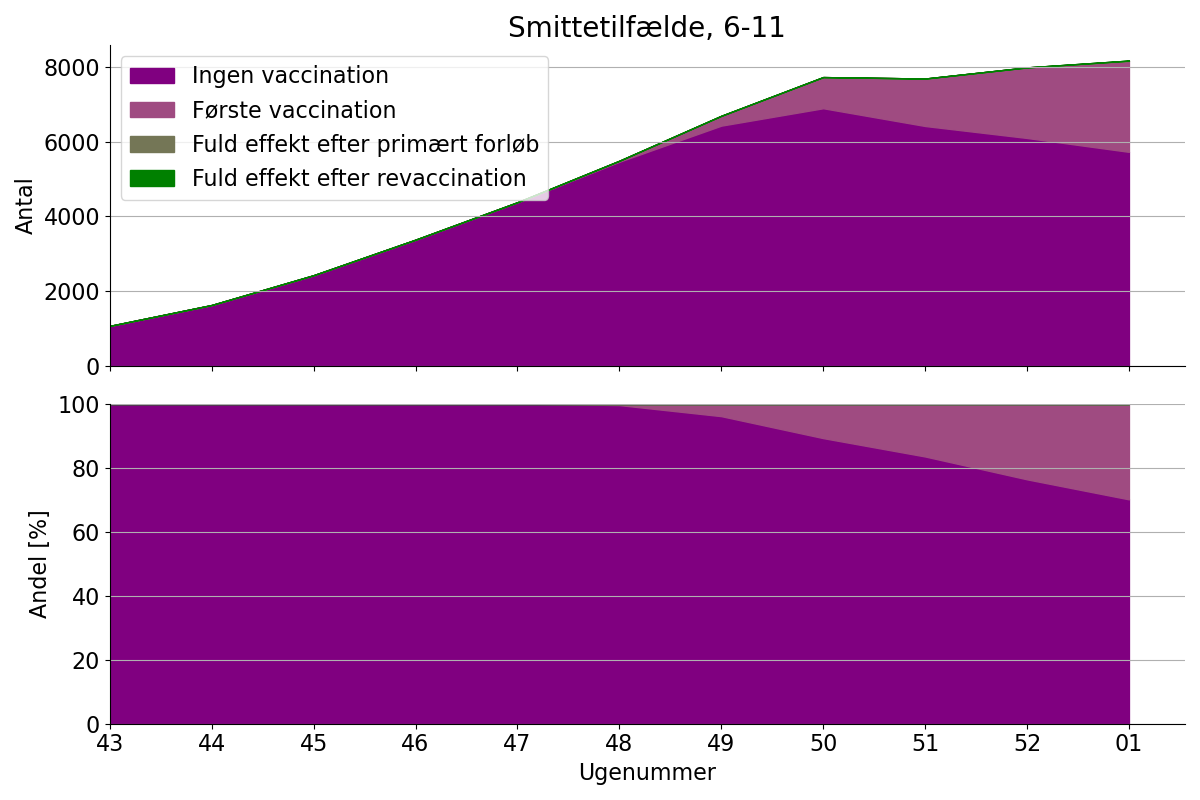 Smittetilfælde, 6-11
Ingen vaccination
Første vaccination
Fuld effekt efter primært forløb
Fuld effekt efter revaccination
Antal
8000
6000
4000
2000
0
Andel [%]
100
80
60
40
20
0
43 44 45 46 47 48 49 50 51 52 01
Ugenummer